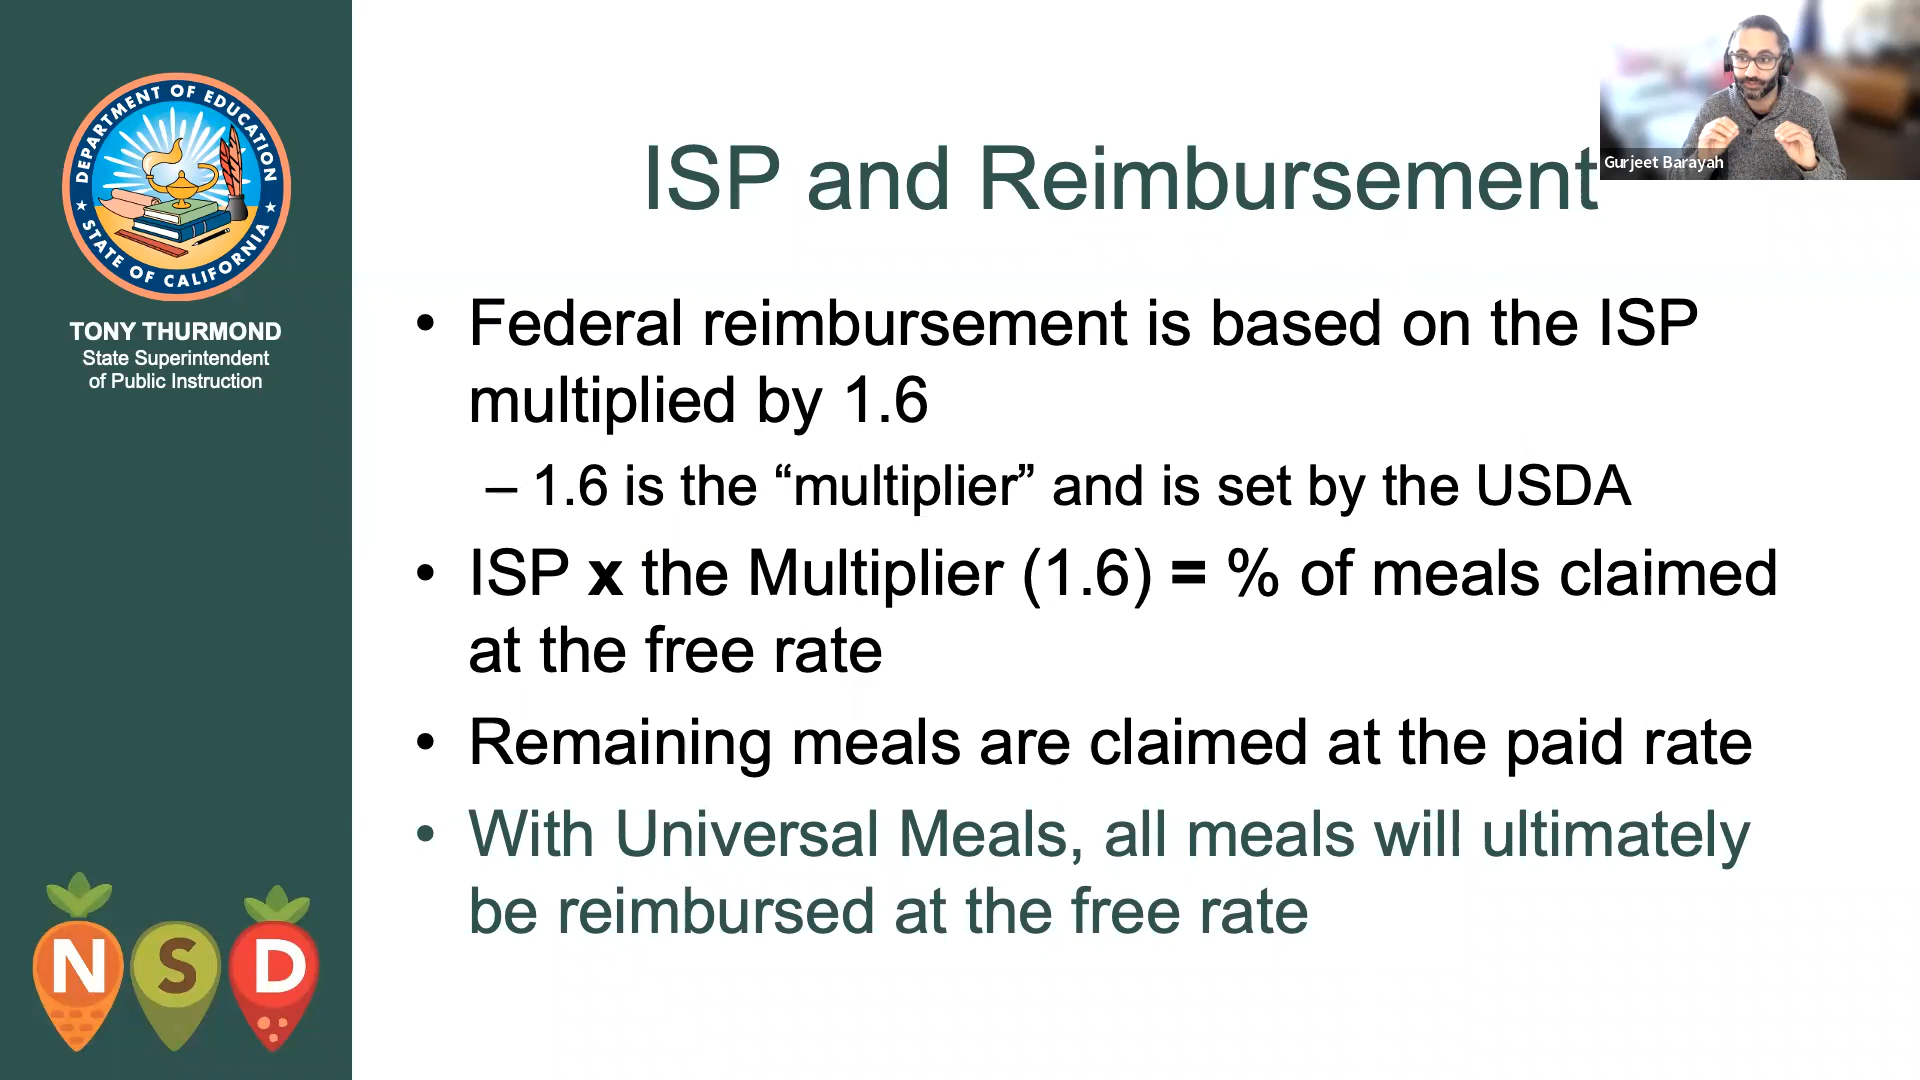 DEPARTMENT OF EDUCATION
STATE OF CALIFORNIA
TONY THURMOND
State Superintendent
of Public Instruction
N S D
ISP and Reimbursement
Gurjeet Barayah
• Federal reimbursement is based on the ISP
multiplied by 1.6
– 1.6 is the “multiplier” and is set by the USDA
• ISP x the Multiplier (1.6) = % of meals claimed
at the free rate
• Remaining meals are claimed at the paid rate
• With Universal Meals, all meals will ultimately
be reimbursed at the free rate